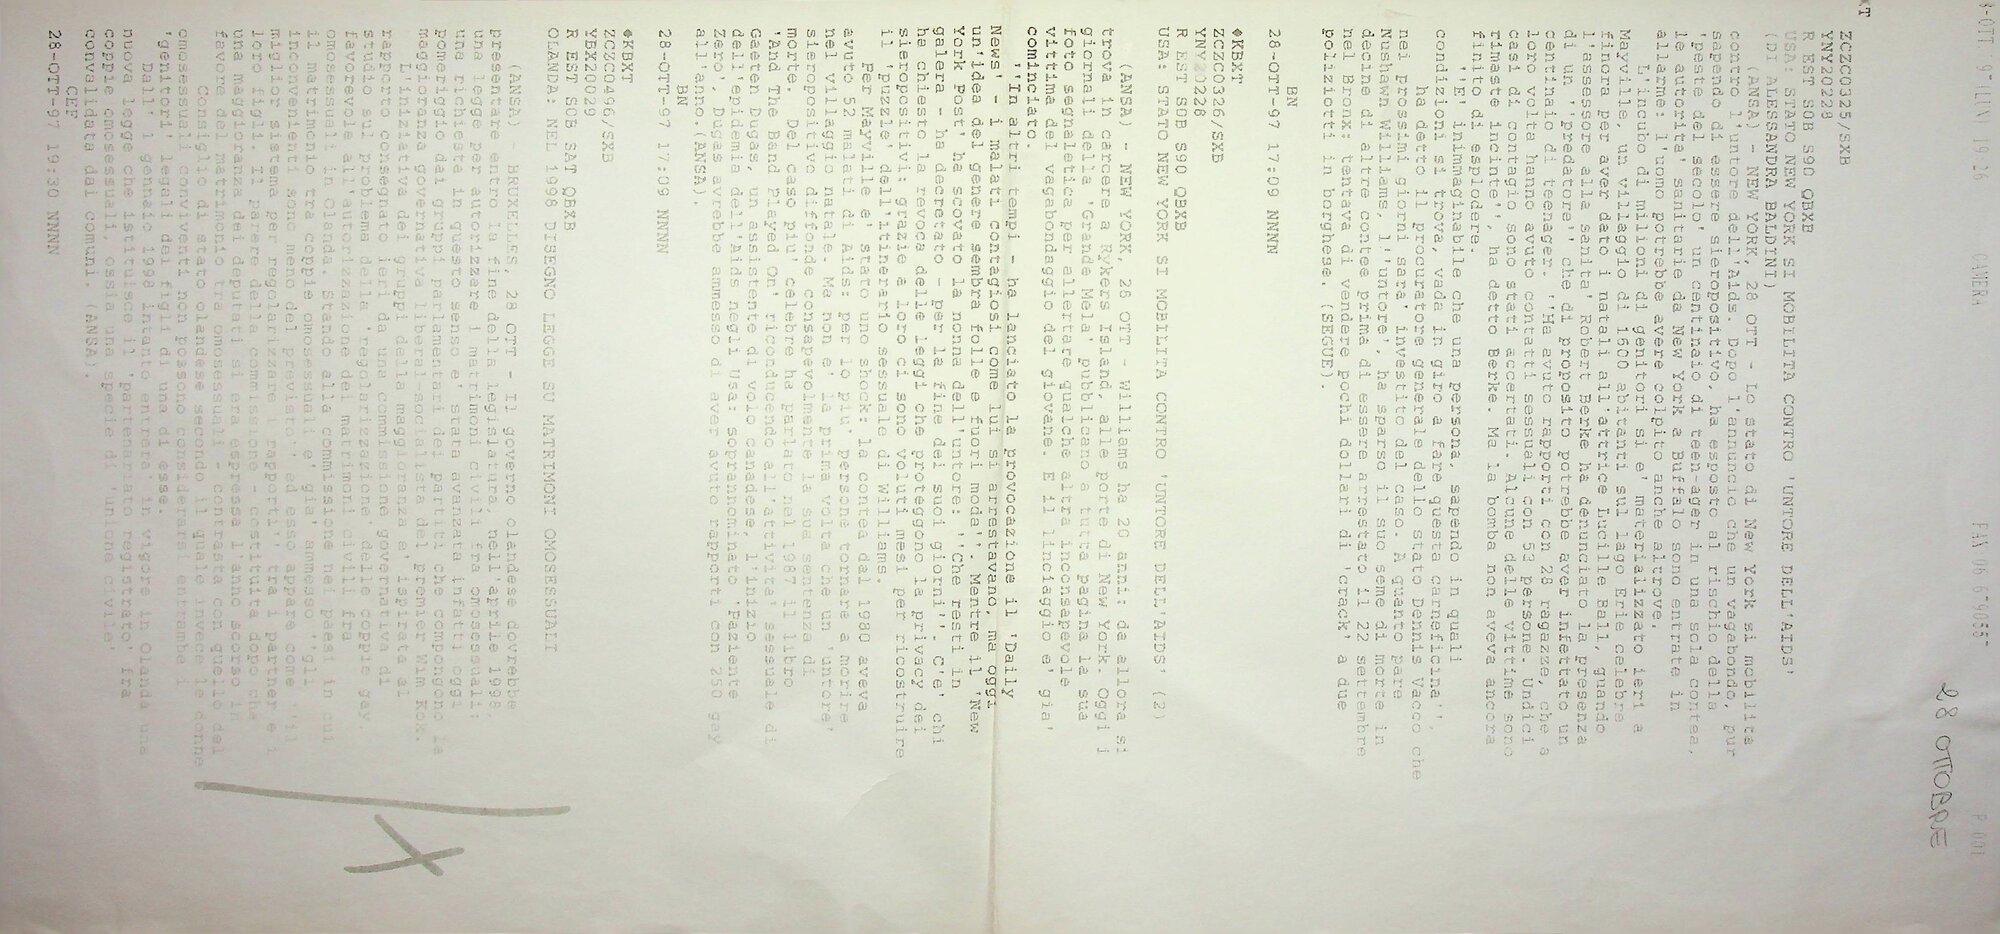 28 OTTOBRE
ZCZC0325/SXB
YNY20228
R EST SOB S90 QBXB
USA: STATO NEW YORK SI MOBILITA CONTRO 'UNTORE DELL'AIDS'
(DI ALESSANDRA BALDINI)
(ANSA) - NEW YORK, 28 OTT - Lo stato di New York si mobilita
contro l'untore dell'Aids. Dopo l'annuncio che un vagabondo, pur
sapendo di essere sieropositivo, ha esposto al rischio della
'peste del secolo' un centinaio di teen-ager in una sola contea,
le autorita' sanitarie da New York a Buffalo sono entrate in
allarme: l'uomo potrebbe avere colpito anche altrove.
L'incubo di milioni di genitori si e' materializzato ieri a
Mayville, un villaggio di 1600 abitanti sul lago Erie celebre
finora per aver dato i natali all'attrice Lucille Ball, quando
l'assessore alla sanita' Robert Berke ha denunciato la presenza
di un ''predatore'' che di proposito potrebbe aver infettato un
centinaio di teenager. ''Ha avuto rapporti con 28 ragazze, che a
loro volta hanno avuto contatti sessuali con 53 persone. Undici
casi di contagio sono stati accertati. Alcune delle vittime sono
rimaste incinte'', ha detto Berke. Ma la bomba non aveva ancora
finito di esplodere.
''E' inimmaginabile che una persona, sapendo in quali
condizioni si trova, vada in giro a fare questa carneficina'',
ha detto il procuratore generale dello stato Dennis Vacco che
nei prossimi giorni sara' investito del caso. A quanto pare
Nushawn Williams, l''untore', ha sparso il suo seme di morte in
decine di altre contee prima di essere arrestato il 22 settembre
nel Bronx: tentava di vendere pochi dollari di 'crack' a due
poliziotti in borghese. (SEGUE).
BN
28-OTT-97 17:09 NNNN
◆KBXT
ZCZC0326/SXB
YNY20228
R EST SOB S90 QBXB
USA: STATO NEW YORK SI MOBILITA CONTRO 'UNTORE DELL'AIDS' (2)
(ANSA) - NEW YORK, 28 OTT - Williams ha 20 anni: da allora si
trova in carcere a Rykers Island, alle porte di New York. Oggi i
giornali della 'Grande Mela' pubblicano a tutta pagina la sua
foto segnaletica per allertare qualche altra inconsapevole
vittima del vagabondaggio del giovane. E il linciaggio e' gia'
cominciato.
''In altri tempi - ha lanciato la provocazione il 'Daily
News' - i malati contagiosi come lui si arrestavano, ma oggi
un'idea del genere sembra folle e fuori moda''. Mentre il 'New
York Post' ha scovato la nonna dell'untore: ''Che resti in
galera - ha decretato - per la fine dei suoi giorni''. C'e' chi
ha chiesto la revoca delle leggi che proteggono la privacy dei
sieropositivi: grazie a loro ci sono voluti mesi per ricostruire
il 'puzzle' dell'itinerario sessuale di Williams.
Per Mayville e' stato uno shock: la contea dal 1980 aveva
avuto 52 malati di Aids: per lo piu' persone tornate a morire
nel villaggio natale. Ma non e' la prima volta che un 'untore'
sieropositivo difonde consapevolmente la sua sentenza di
morte. Del caso piu' celebre ha parlato nel 1987 il libro
'And The Band Played On' riconducendo all'attivita' sessuale di
Gaeten Dugas, un assistente di volo canadese, l'inizio
dell'epidemia dell'Aids negli Usa: soprannominato 'Paziente
Zero', Dugas avrebbe ammesso di aver avuto rapporti con 250 gay
all'anno.(ANSA).
BN
28-OTT-97 17:09 NNNN
◆KBXT
ZCZC0496/SXB
YBX20029
R EST SOB SAT QBXB
OLANDA: NEL 1998 DISEGNO LEGGE SU MATRIMONI OMOSESSUALI
(ANSA) - BRUXELLES, 28 OTT - Il governo olandese dovrebbe
presentare entro la fine della legislatura, nell'aprile 1998,
una legge per autorizzare i matrimoni civili fra omosessuali:
una richiesta in questo senso e' stata avanzata infatti oggi
pomeriggio dai gruppi parlamentari dei partiti che compongono la
maggioranza governativa liberal-socialista del premier Wim Kok.
L'iniziativa dei gruppi della maggioranza e' ispirata al
rapporto consegnato ieri da una commissione governativa di
studio sul problema della 'regolarizzazione' delle coppie gay,
favorevole all'autorizzazione dei matrimoni civili fra
omosessuali in Olanda. Stando alla commissione nei paesi in cui
il matrimonio tra coppie omosessuali e' gia' ammesso ''gli
inconvenienti sono meno del previsto'' ed esso appare come ''il
miglior sistema per regolarizzare i rapporti'' tra i partner e i
loro figli. Il parere della commissione - costituita dopo che
una maggioranza dei deputati si era espressa l'anno scorso in
favore del matrimonio tra omosessuali - contrasta con quello del
Consiglio di stato olandese secondo il quale invece le donne
omosessuali conviventi non possono considerarsi entrambe i
'genitori' legali dei figli di una di esse.
Dall' 1 gennaio 1998 intanto entrera' in vigore in Olanda una
nuova legge che istituisce il 'partenariato registrato' fra
coppie omosessuali, ossia una specie di 'unione civile'
convalidata dai comuni. (ANSA).
CEF
28-OTT-97 19:30 NNNN